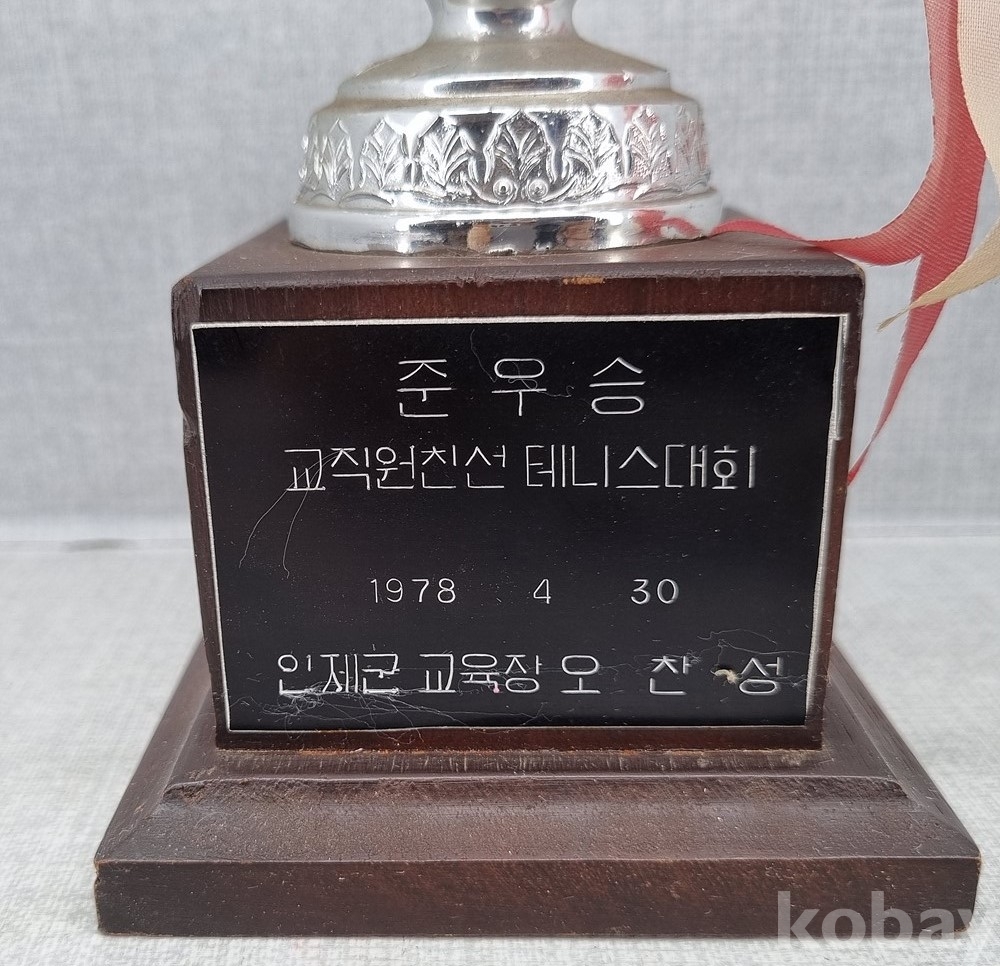 준 우 승
교직원친선 테니스대회
1978 4 30
인제군 교육장 오 찬 성
kobay